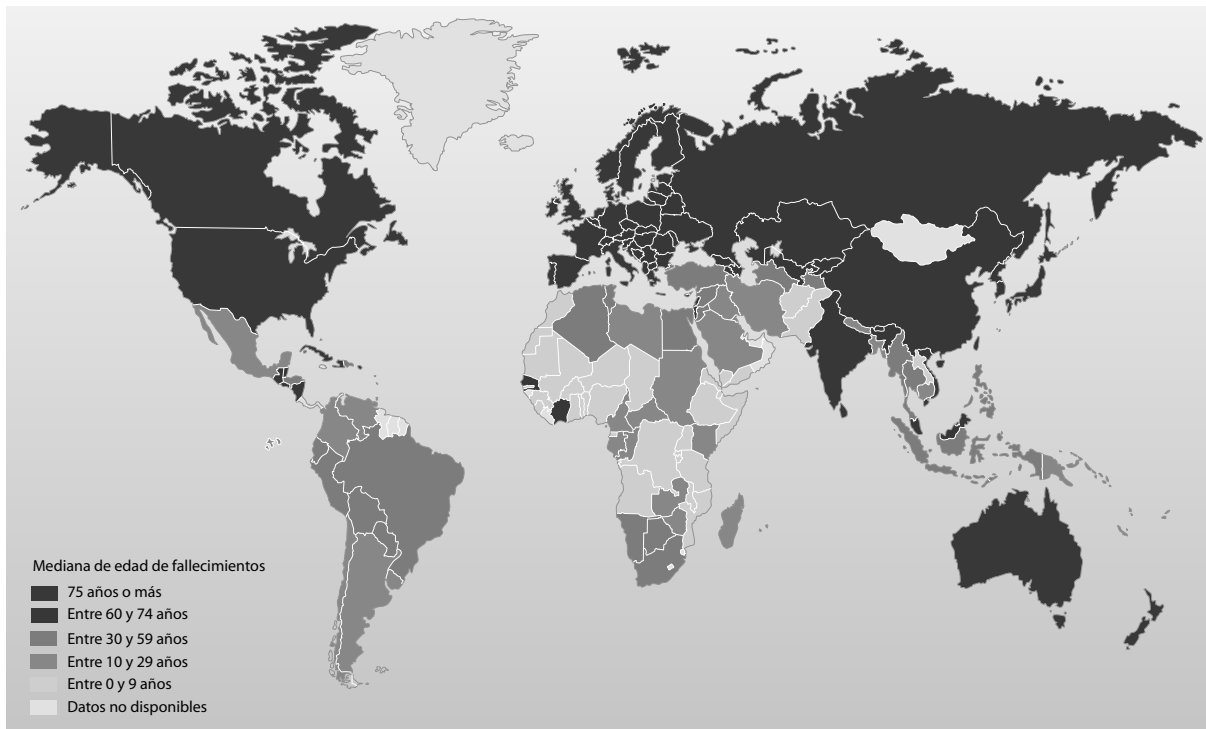 Mediana de edad de fallecimientos
75 años o más
Entre 60 y 74 años
Entre 30 y 59 años
Entre 10 y 29 años
Entre 0 y 9 años
Datos no disponibles